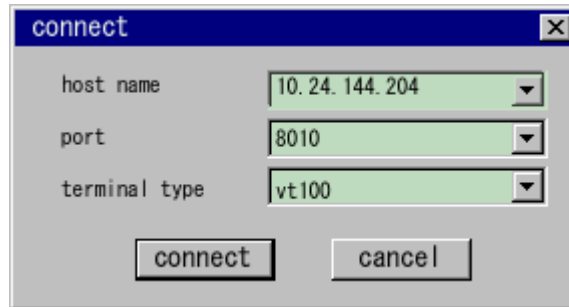 connect
host name 10.24.144.204
port 8010
terminal type vt100
connect cancel